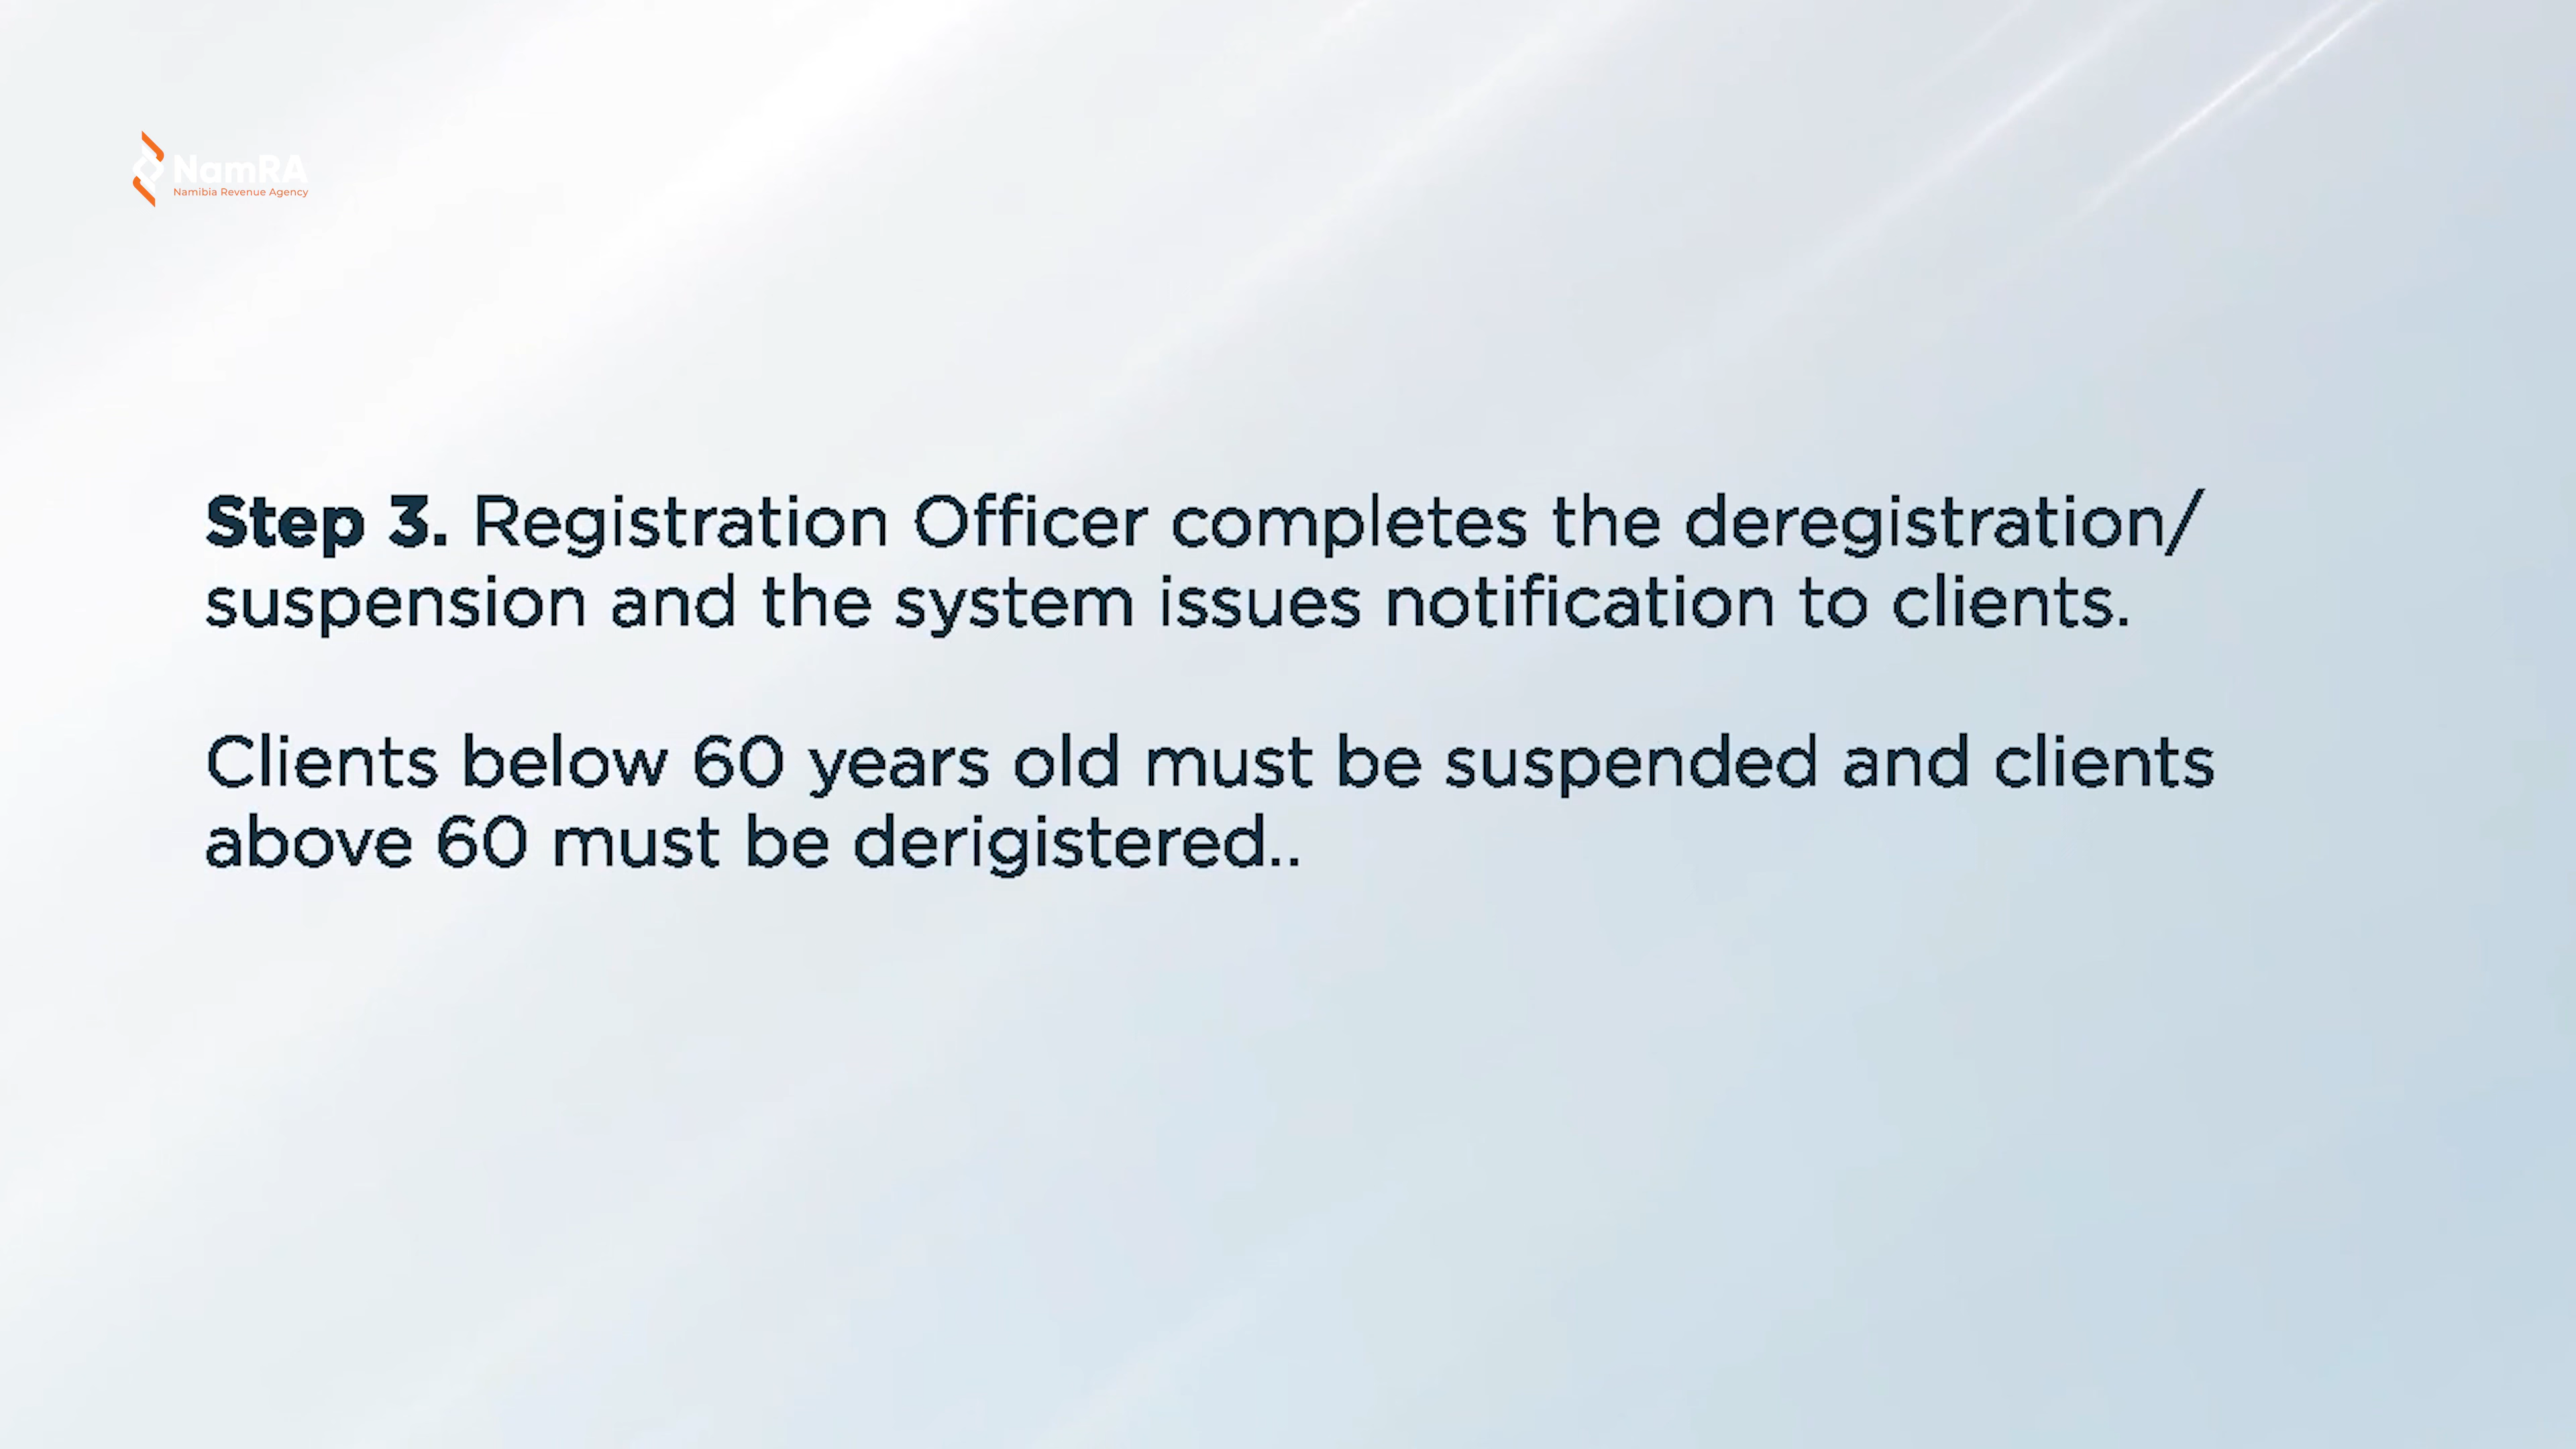 NamRA
Namibia Revenue Agency
Step 3. Registration Officer completes the deregistration/
suspension and the system issues notification to clients.
Clients below 60 years old must be suspended and clients
above 60 must be derigistered..